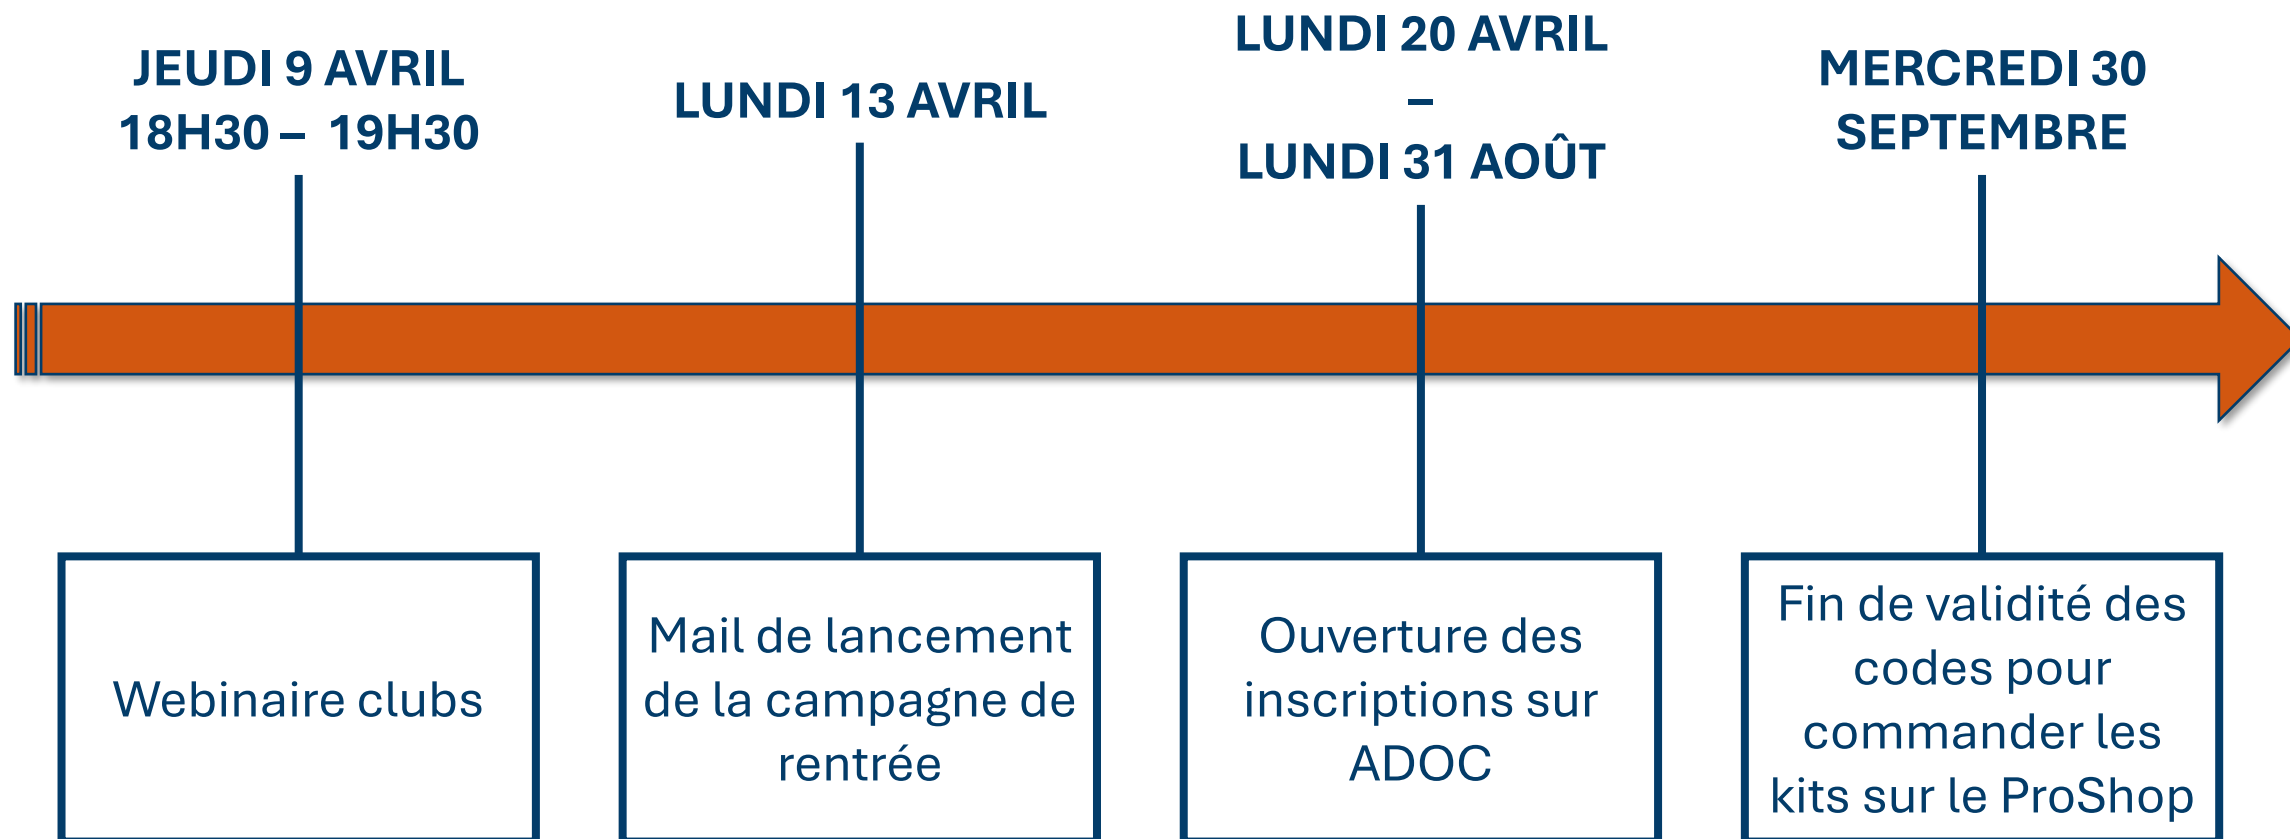 JEUDI 9 AVRIL
18H30 – 19H30
LUNDI 13 AVRIL
LUNDI 20 AVRIL
–
LUNDI 31 AOÛT
MERCREDI 30
SEPTEMBRE
Webinaire clubs
Mail de lancement
de la campagne de
rentrée
Ouverture des
inscriptions sur
ADOC
Fin de validité des
codes pour
commander les
kits sur le ProShop